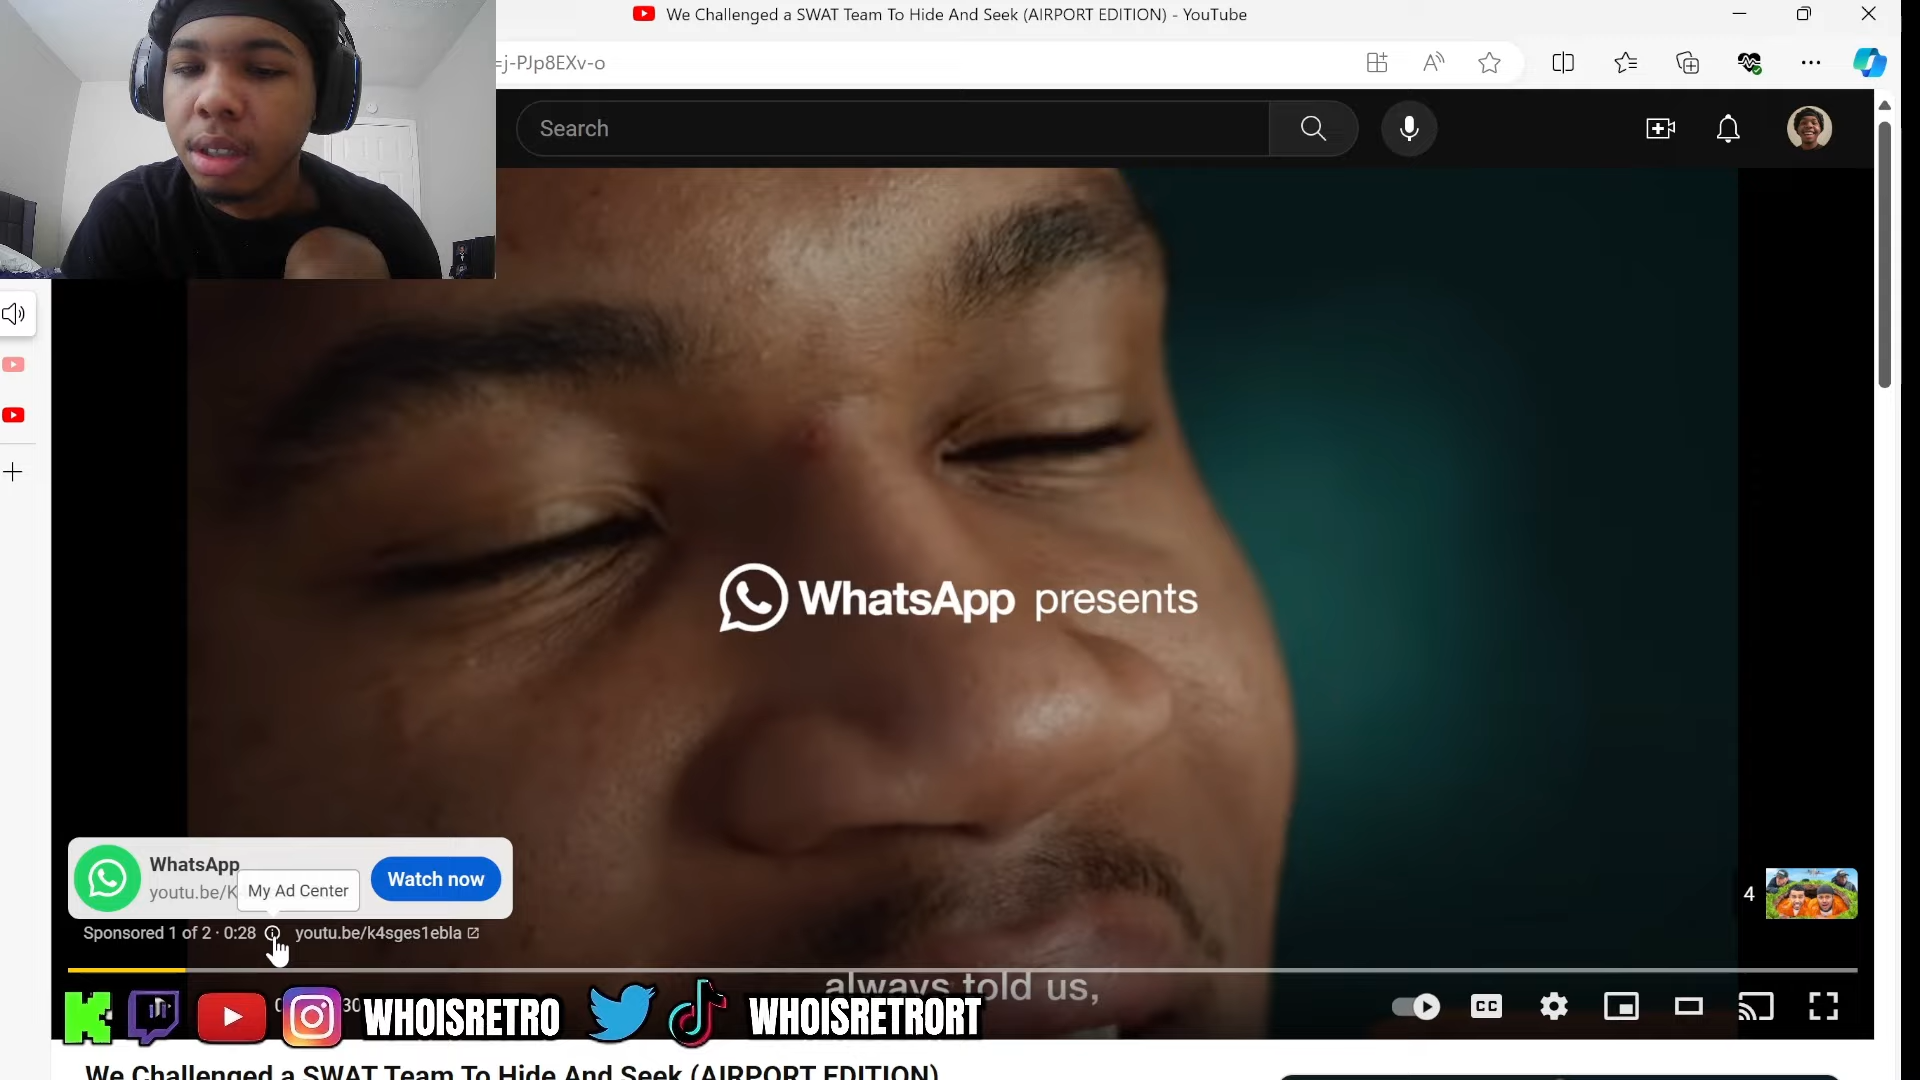 We Challenged a SWAT Team To Hide And Seek (AIRPORT EDITION) - YouTube
=j-PJp8EXv-o
Search
WhatsApp presents
WhatsApp
youtu.be/K
My Ad Center
Watch now
4
Sponsored 1 of 2 · 0:28
youtu.be/k4sges1ebla
always told us,
WHOISRETRO
WHOISRETRORT
CC
We Challenged a SWAT Team To Hide And Seek (AIRPORT EDITION)